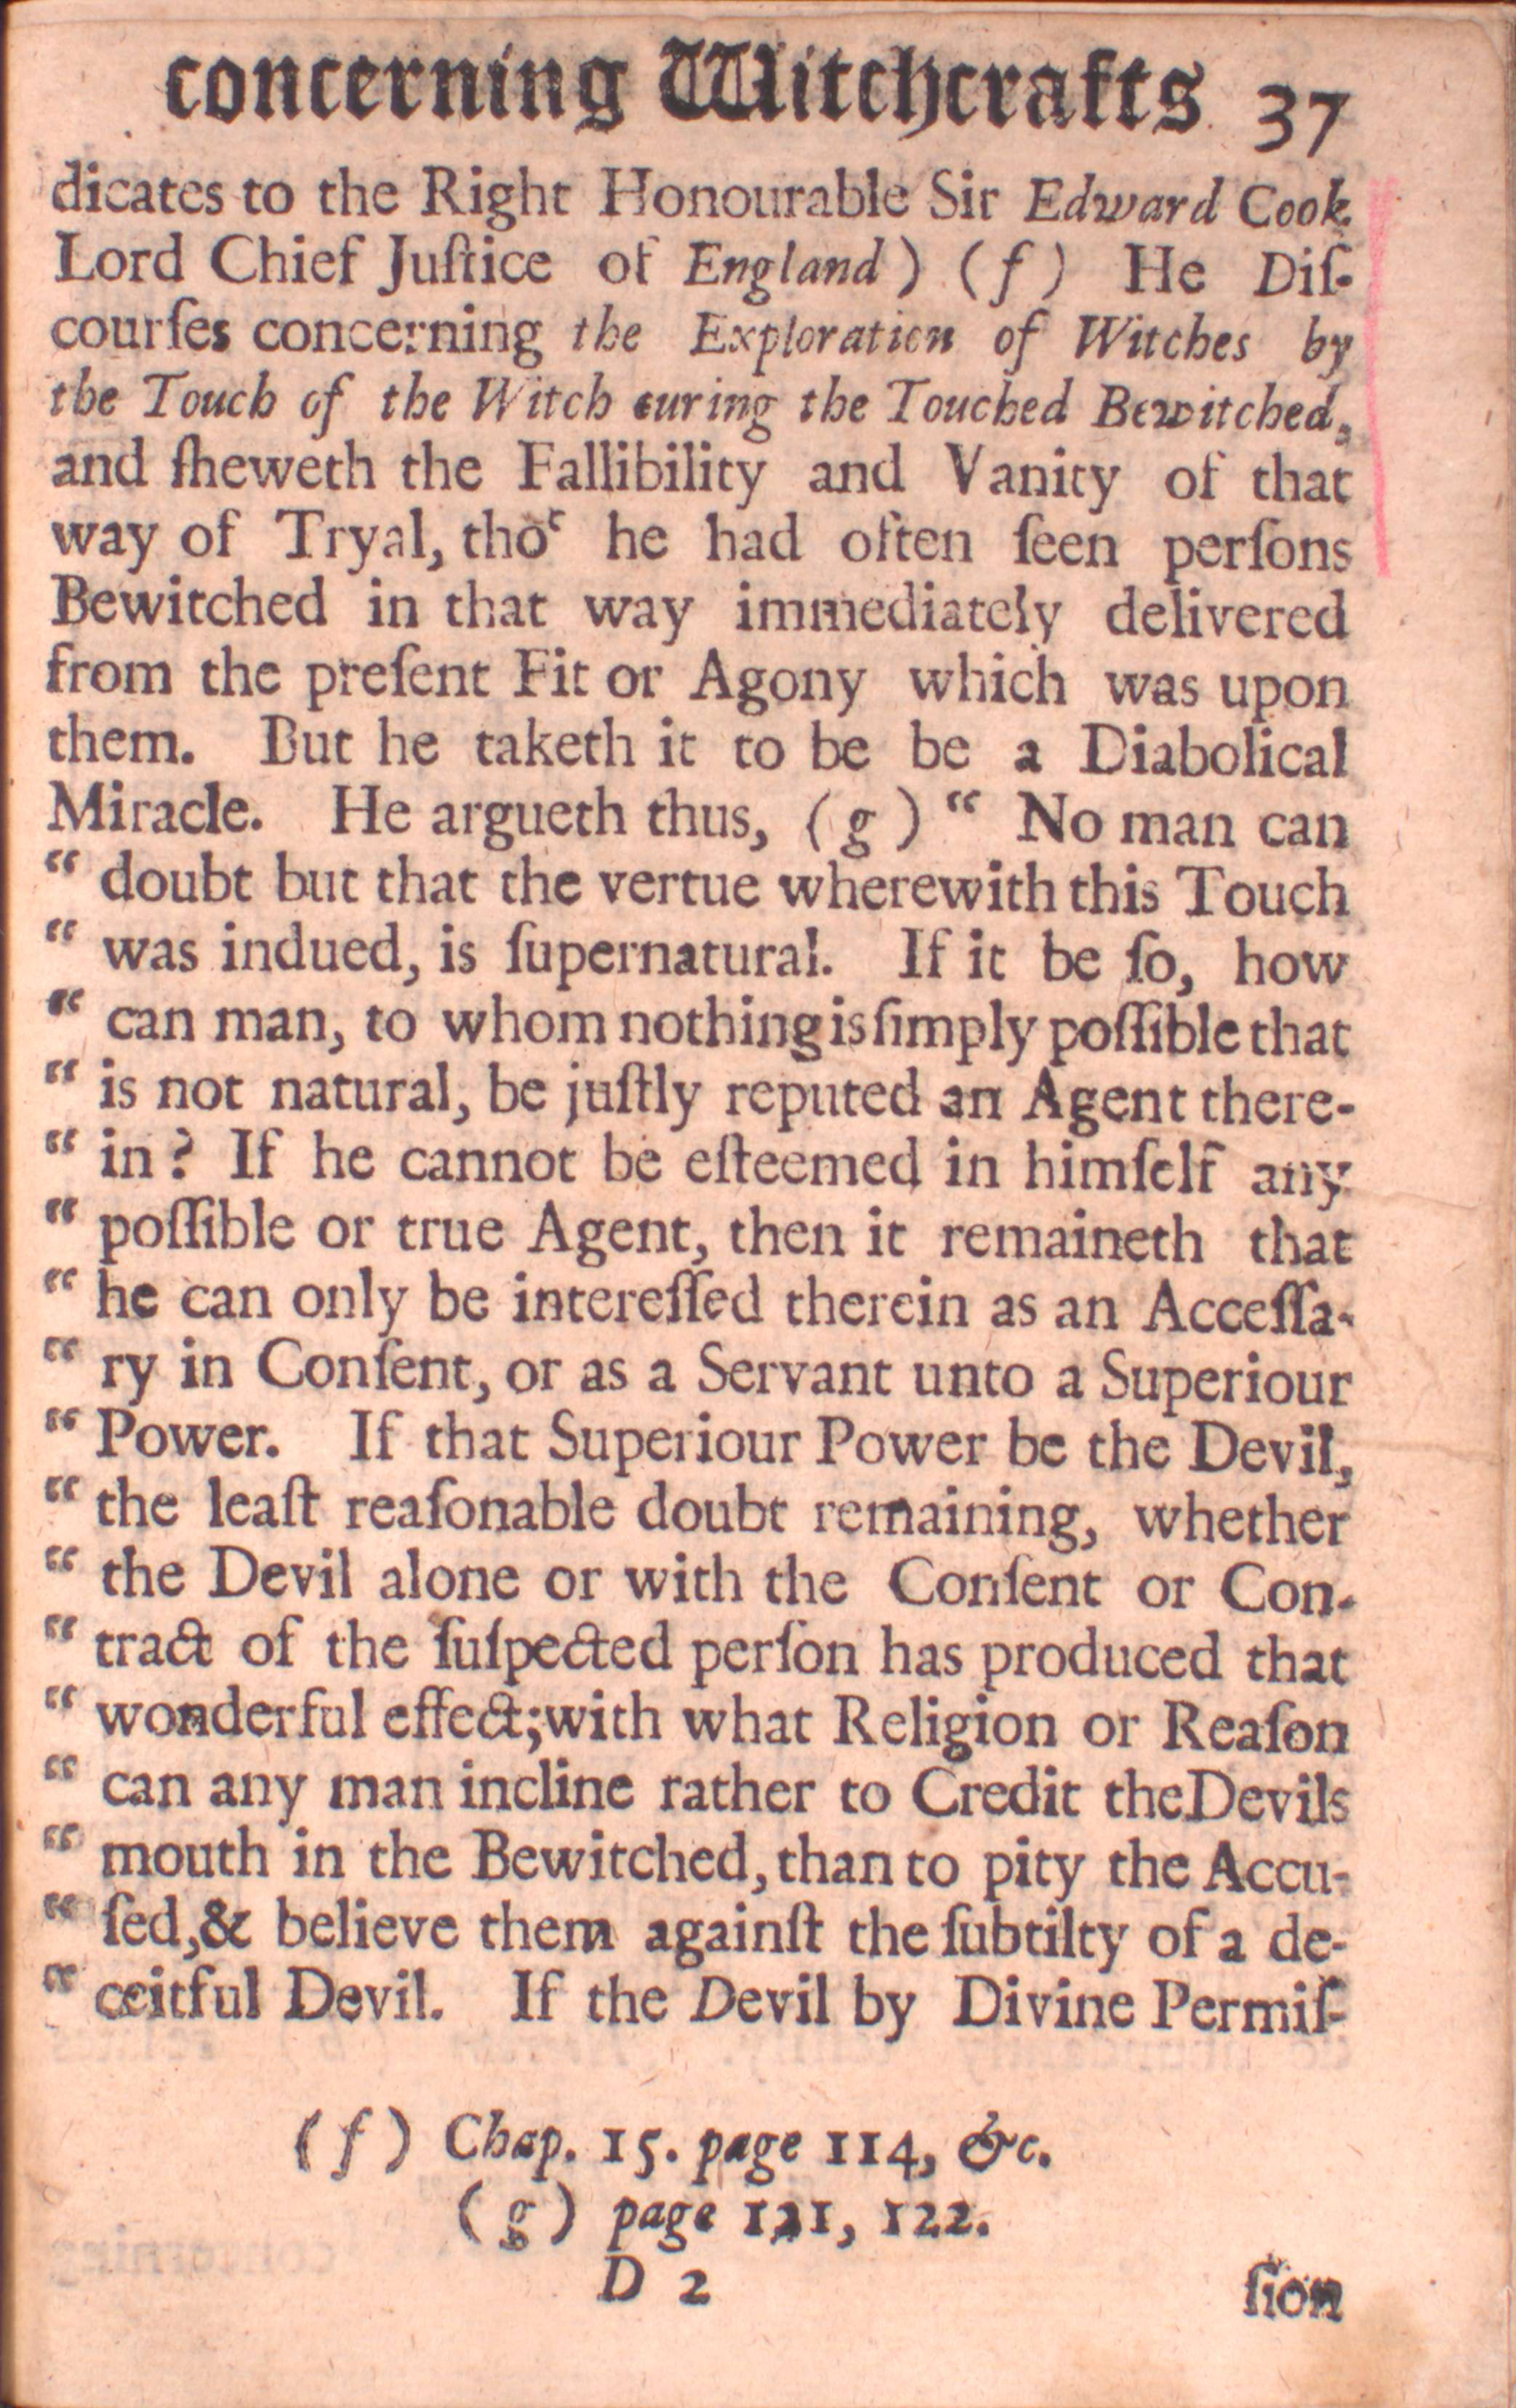 concerning Witchcrafts 37
dicates to the Right Honourable Sir Edward Cook
Lord Chief Juſtice of England) (f) He Diſ-
courſes concerning the Exploration of Witches by
the Touch of the Witch curing the Touched Bewitched,
and ſheweth the Fallibility and Vanity of that
way of Tryal, tho‘ he had often ſeen perſons
Bewitched in that way immediately delivered
from the preſent Fit or Agony which was upon
them. But he taketh it to be be a Diabolical
Miracle. He argueth thus, (g) “ No man can
“ doubt but that the vertue wherewith this Touch
“ was indued, is ſupernatural. If it be ſo, how
“ can man, to whom nothing is ſimply poſſible that
“ is not natural, be juſtly reputed an Agent there-
“ in? If he cannot be eſteemed in himſelf any
“ poſſible or true Agent, then it remaineth that
“ he can only be intereſſed therein as an Acceſſa-
“ ry in Conſent, or as a Servant unto a Superiour
“ Power. If that Superiour Power be the Devil,
“ the leaſt reaſonable doubt remaining, whether
“ the Devil alone or with the Conſent or Con-
“ tract of the ſuſpected perſon has produced that
“ wonderful effect; with what Religion or Reaſon
“ can any man incline rather to Credit the Devils
“ mouth in the Bewitched, than to pity the Accu-
“ ſed, & believe them againſt the ſubtilty of a de-
“ ceitful Devil. If the Devil by Divine Permiſ-
(f) Chap. 15. page 114, &c.
(g) page 121, 122.
D 2 ſion